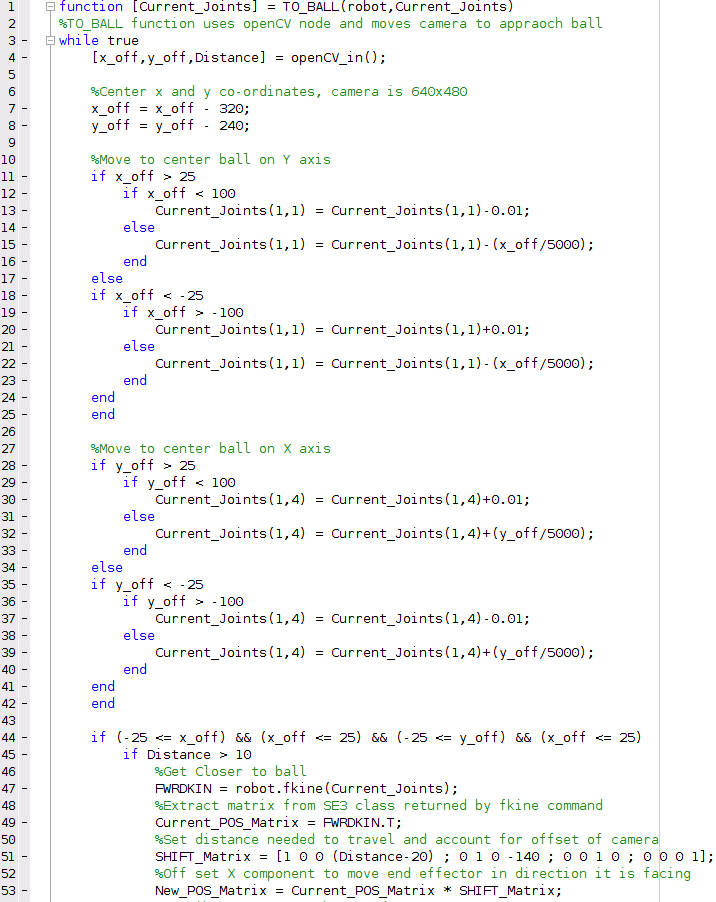 1 function [Current_Joints] = TO_BALL(robot,Current_Joints)
2 %TO_BALL function uses openCV node and moves camera to appraoch ball
3 - while true
4 - [x_off,y_off,Distance] = openCV_in();
5
6 %Center x and y co-ordinates, camera is 640x480
7 - x_off = x_off - 320;
8 - y_off = y_off - 240;
9
10 %Move to center ball on Y axis
11 - if x_off > 25
12 - if x_off < 100
13 - Current_Joints(1,1) = Current_Joints(1,1)-0.01;
14 - else
15 - Current_Joints(1,1) = Current_Joints(1,1)-(x_off/5000);
16 - end
17 - else
18 - if x_off < -25
19 - if x_off > -100
20 - Current_Joints(1,1) = Current_Joints(1,1)+0.01;
21 - else
22 - Current_Joints(1,1) = Current_Joints(1,1)-(x_off/5000);
23 - end
24 - end
25 - end
26
27 %Move to center ball on X axis
28 - if y_off > 25
29 - if y_off < 100
30 - Current_Joints(1,4) = Current_Joints(1,4)+0.01;
31 - else
32 - Current_Joints(1,4) = Current_Joints(1,4)+(y_off/5000);
33 - end
34 - else
35 - if y_off < -25
36 - if y_off > -100
37 - Current_Joints(1,4) = Current_Joints(1,4)-0.01;
38 - else
39 - Current_Joints(1,4) = Current_Joints(1,4)+(y_off/5000);
40 - end
41 - end
42 - end
43
44 - if (-25 <= x_off) && (x_off <= 25) && (-25 <= y_off) && (x_off <= 25)
45 - if Distance > 10
46 %Get Closer to ball
47 - FWRDKIN = robot.fkine(Current_Joints);
48 %Extract matrix from SE3 class returned by fkine command
49 - Current_POS_Matrix = FWRDKIN.T;
50 %Set distance needed to travel and account for offset of camera
51 - SHIFT_Matrix = [1 0 0 (Distance-20) ; 0 1 0 -140 ; 0 0 1 0 ; 0 0 0 1];
52 %Off set X component to move end effector in direction it is facing
53 - New_POS_Matrix = Current_POS_Matrix * SHIFT_Matrix;